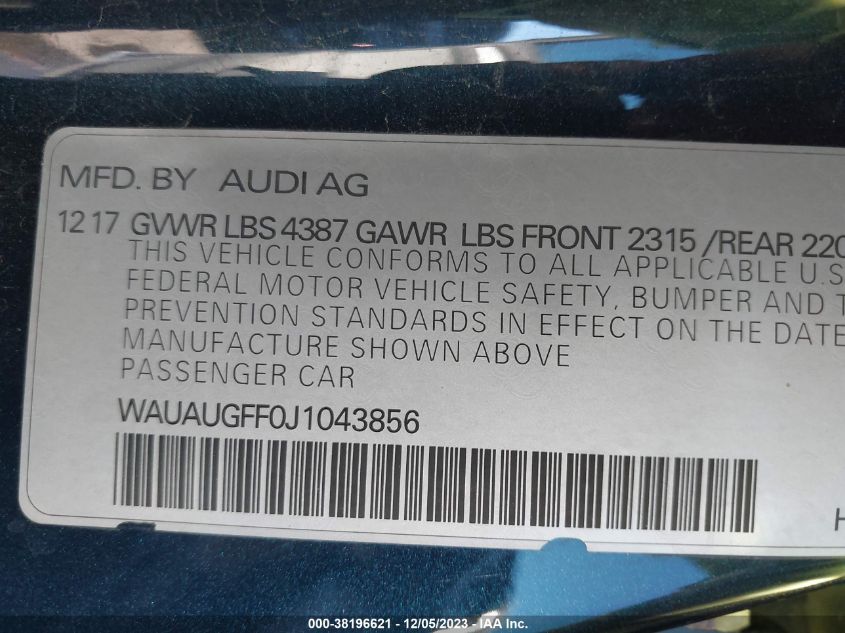 MFD. BY AUDI AG
12 17 GVWR LBS 4387 GAWR LBS FRONT 2315 /REAR
THIS VEHICLE CONFORMS TO ALL APPLICABLE U.S
FEDERAL MOTOR VEHICLE SAFETY, BUMPER AND
PREVENTION STANDARDS IN EFFECT ON THE DATE
MANUFACTURE SHOWN ABOVE
PASSENGER CAR
WAUAUGFF0J1043856
000-38196621 - 12/05/2023 - IAA Inc.